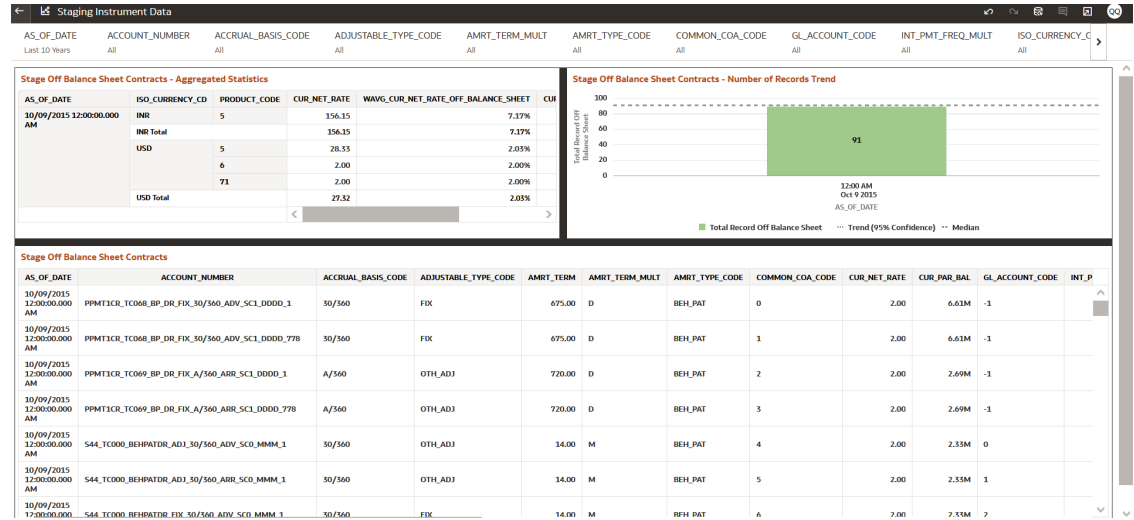 Staging Instrument Data
QQ
AS_OF_DATE ACCOUNT_NUMBER ACCRUAL_BASIS_CODE ADJUSTABLE_TYPE_CODE AMRT_TERM_MULT AMRT_TYPE_CODE COMMON_COA_CODE GL_ACCOUNT_CODE INT_PMT_FREQ_MULT ISO_CURRENCY_C
Last 10 Years All All All All All All All All All
Stage Off Balance Sheet Contracts - Aggregated Statistics
AS_OF_DATE ISO_CURRENCY_CD PRODUCT_CODE CUR_NET_RATE WAVG_CUR_NET_RATE_OFF_BALANCE_SHEET CUR
10/09/2015 12:00:00.000 INR 5 156.15 7.17%
AM
INR Total 156.15 7.17%
USD 5 28.33 2.03%
6 2.00 2.00%
71 2.00 2.00%
USD Total 27.32 2.03%
Stage Off Balance Sheet Contracts - Number of Records Trend
Total Record Off
Balance Sheet
100
80
60
40
20
0
91
12:00 AM
Oct 9 2015
AS_OF_DATE
Total Record Off Balance Sheet Trend (95% Confidence) Median
Stage Off Balance Sheet Contracts
AS_OF_DATE ACCOUNT_NUMBER ACCRUAL_BASIS_CODE ADJUSTABLE_TYPE_CODE AMRT_TERM AMRT_TERM_MULT AMRT_TYPE_CODE COMMON_COA_CODE CUR_NET_RATE CUR_PAR_BAL GL_ACCOUNT_CODE INT_P
10/09/2015
12:00:00.000 PPMT1CR_TC068_BP_DR_FIX_30/360_ADV_SC1_DDDD_1 30/360 FIX 675.00 D BEH_PAT 0 2.00 6.61M -1
AM
10/09/2015
12:00:00.000 PPMT1CR_TC068_BP_DR_FIX_30/360_ADV_SC1_DDDD_778 30/360 FIX 675.00 D BEH_PAT 1 2.00 6.61M -1
AM
10/09/2015
12:00:00.000 PPMT1CR_TC069_BP_DR_FIX_A/360_ARR_SC1_DDDD_1 A/360 OTH_ADJ 720.00 D BEH_PAT 2 2.00 2.69M -1
AM
10/09/2015
12:00:00.000 PPMT1CR_TC069_BP_DR_FIX_A/360_ARR_SC1_DDDD_778 A/360 OTH_ADJ 720.00 D BEH_PAT 3 2.00 2.69M -1
AM
10/09/2015
12:00:00.000 S44_TC000_BEHPATDR_ADJ_30/360_ADV_SC0_MMM_1 30/360 OTH_ADJ 14.00 M BEH_PAT 4 2.00 2.33M 0
AM
10/09/2015
12:00:00.000 S44_TC000_BEHPATDR_ADJ_30/360_ARR_SC0_MMM_1 30/360 OTH_ADJ 14.00 M BEH_PAT 5 2.00 2.33M 1
AM
10/09/2015
12:00:00.000 S44_TC000_BEHPATDR_FIX_30/360_ADV_SC0_MMM_1 30/360 FIX 14.00 M BEH_PAT 6 2.00 2.33M 2